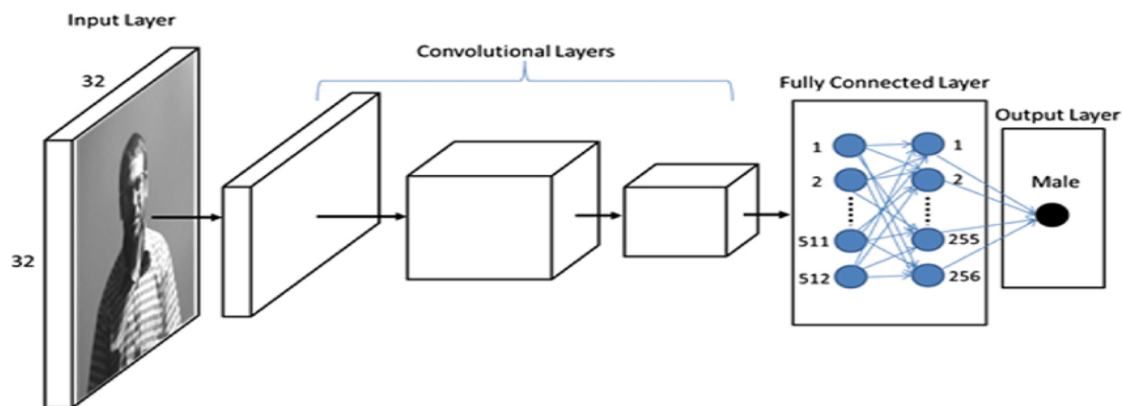 Input Layer
32
32
Convolutional Layers
Fully Connected Layer
1
2
511
512
1
2
255
256
Output Layer
Male